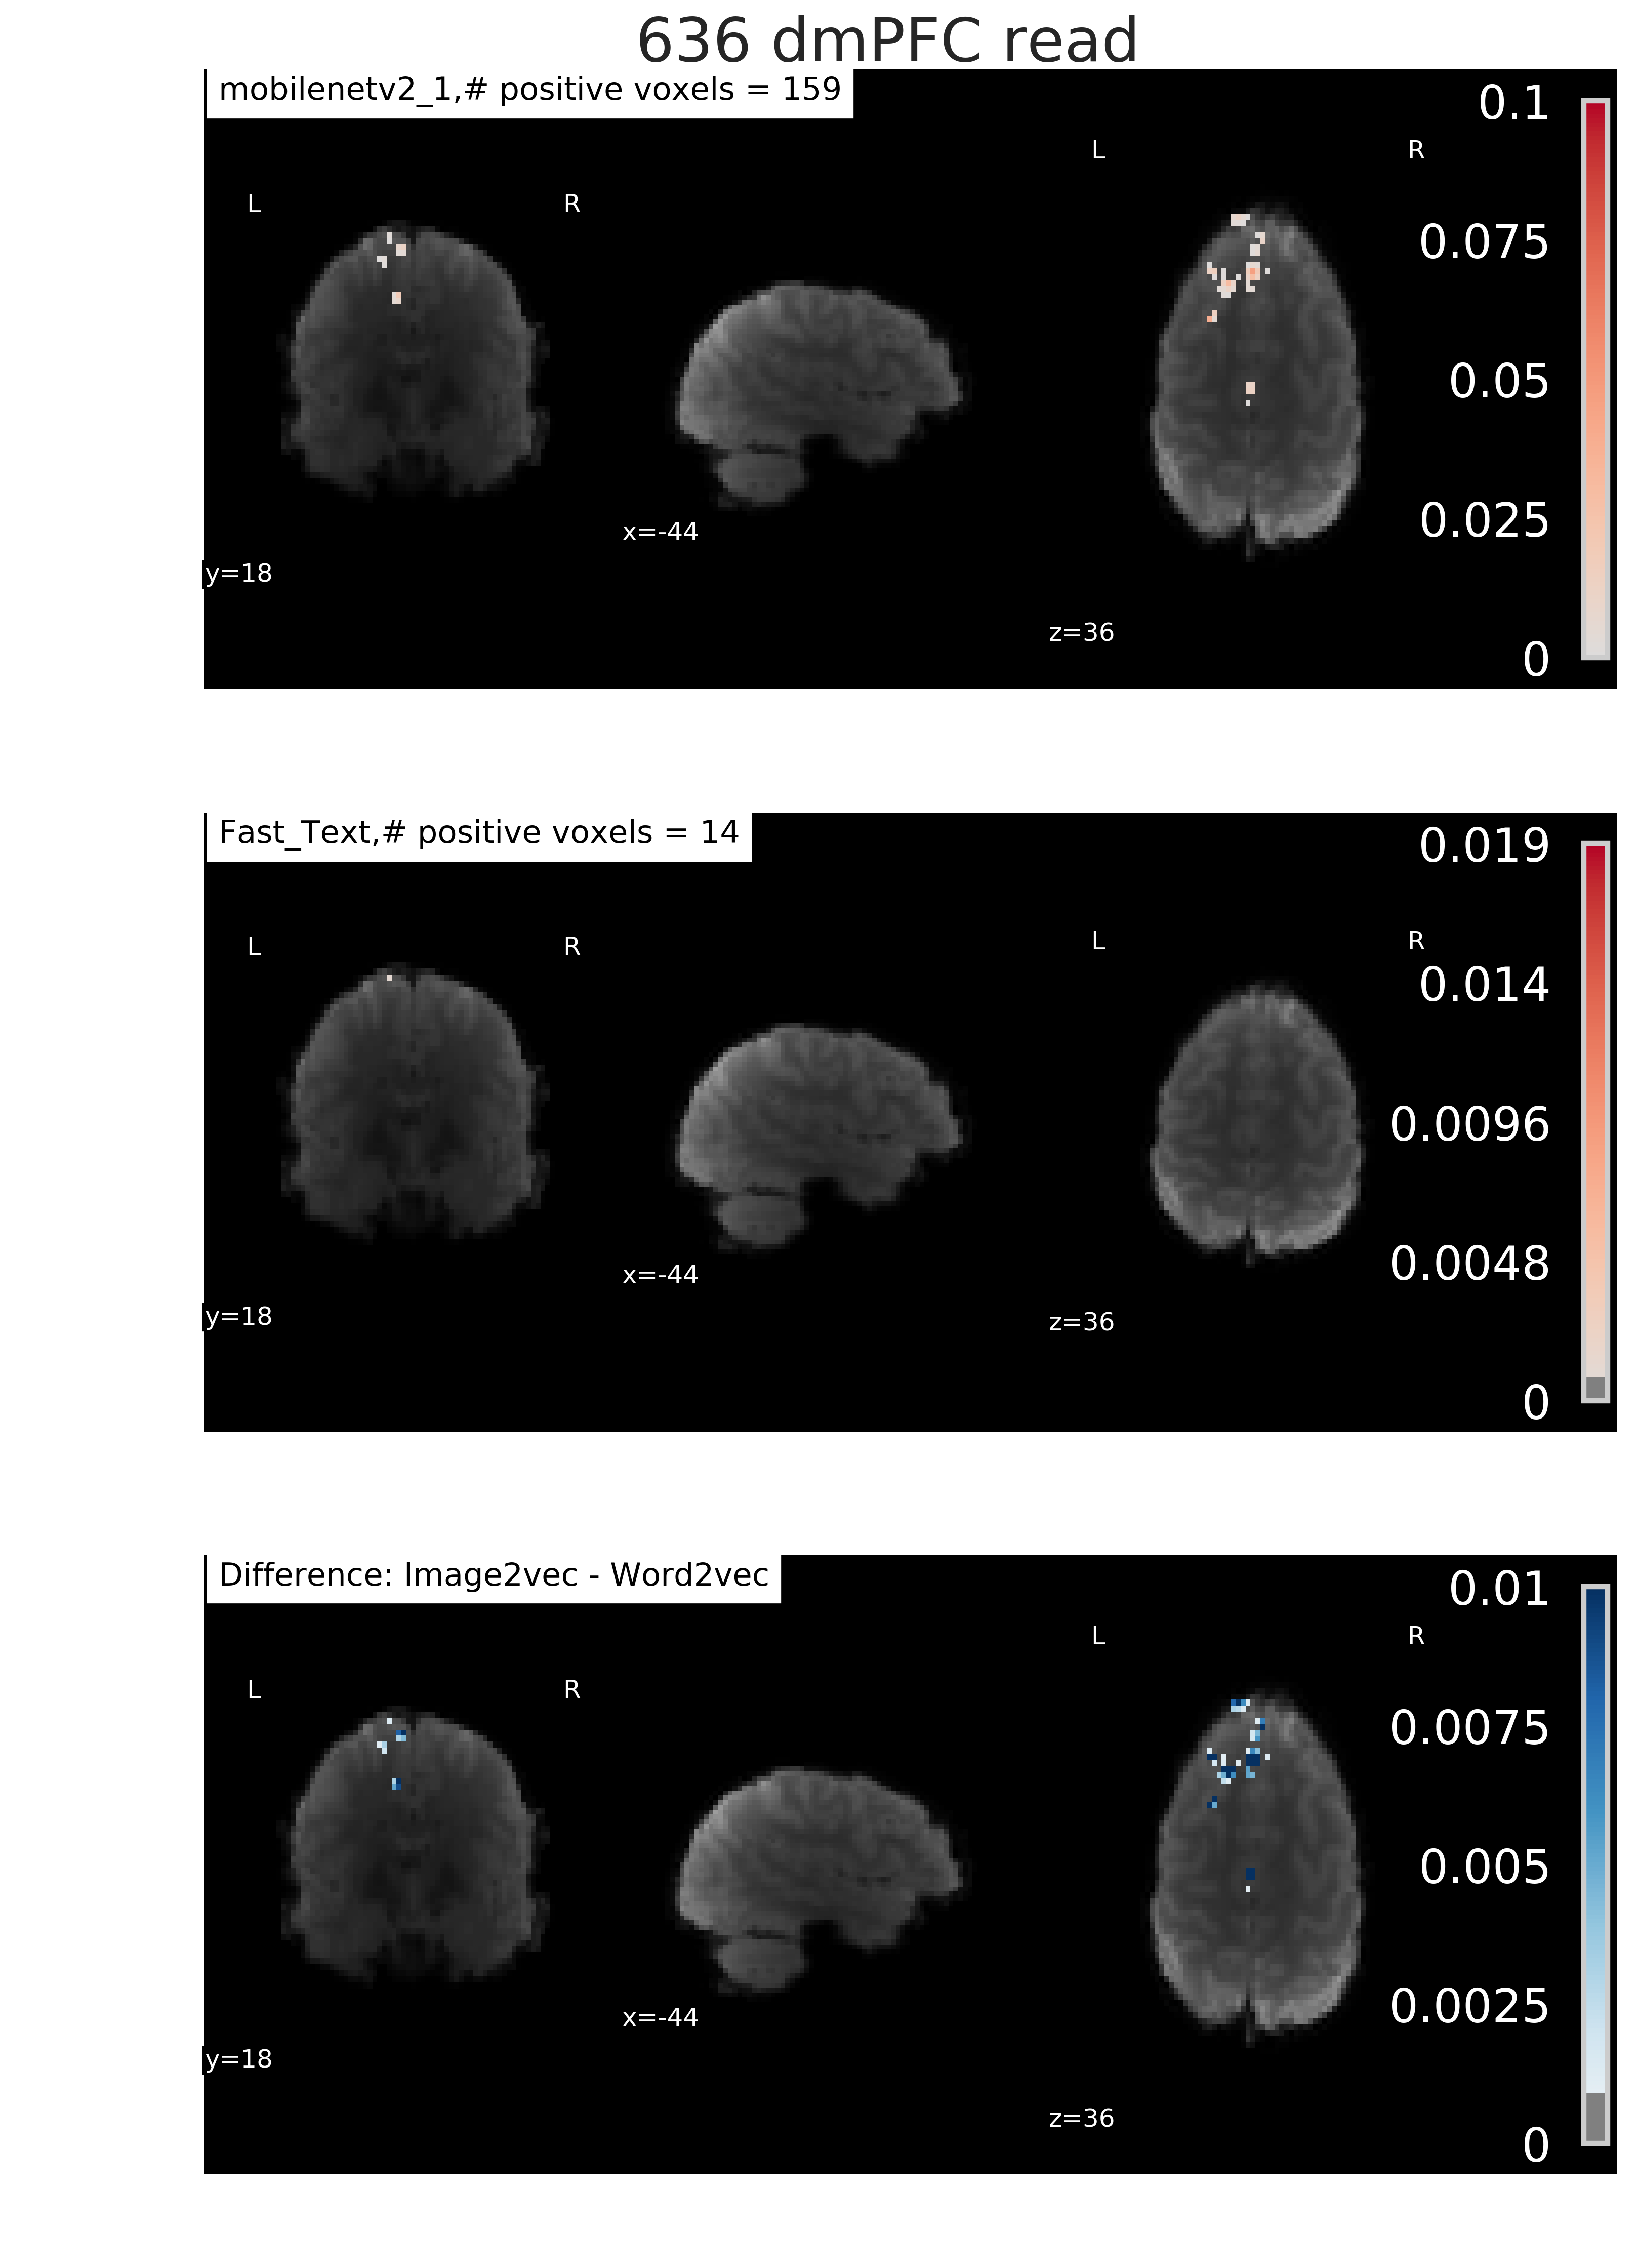 636 dmPFC read
mobilenetv2_1,# positive voxels = 159
0.1
L
R
L
R
0.075
0.05
0.025
x=-44
y=18
z=36
0
Fast_Text,# positive voxels = 14
0.019
L
R
L
R
0.014
0.0096
0.0048
x=-44
y=18
z=36
0
Difference: Image2vec - Word2vec
0.01
L
R
L
R
0.0075
0.005
0.0025
x=-44
y=18
z=36
0